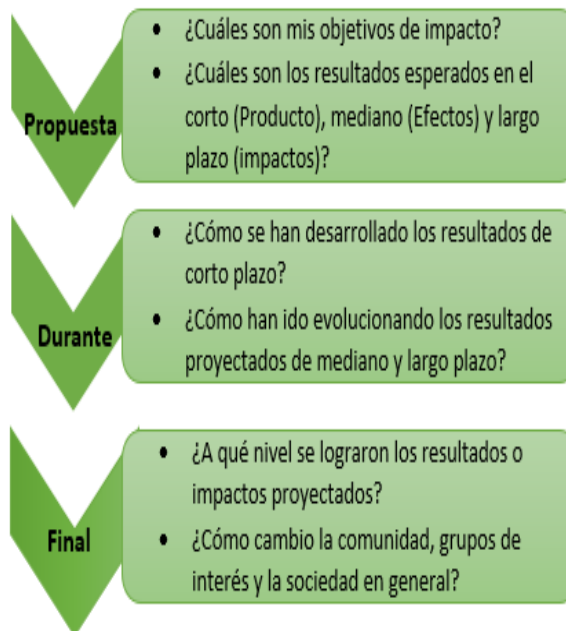 Propuesta
• ¿Cuáles son mis objetivos de impacto?
• ¿Cuáles son los resultados esperados en el
corto (Producto), mediano (Efectos) y largo
plazo (impactos)?
Durante
• ¿Cómo se han desarrollado los resultados de
corto plazo?
• ¿Cómo han ido evolucionando los resultados
proyectados de mediano y largo plazo?
Final
• ¿A qué nivel se lograron los resultados o
impactos proyectados?
• ¿Cómo cambio la comunidad, grupos de
interés y la sociedad en general?